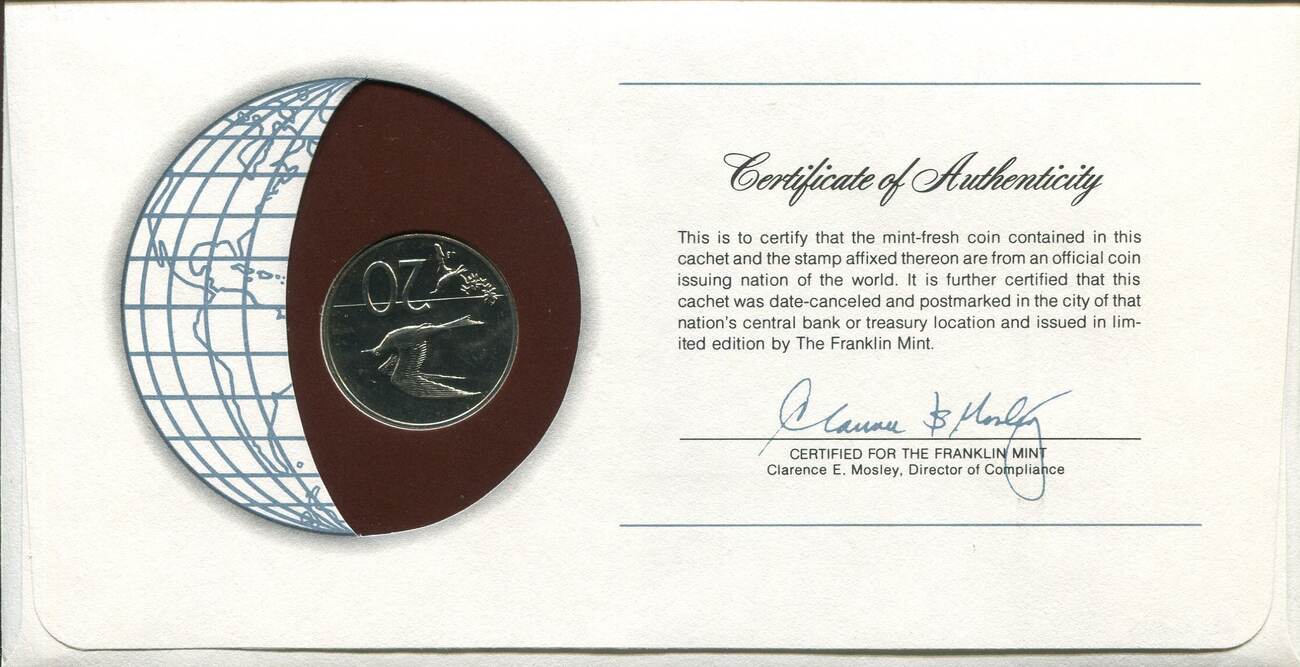 20
Certificate of Authenticity
This is to certify that the mint-fresh coin contained in this
cachet and the stamp affixed thereon are from an official coin
issuing nation of the world. It is further certified that this
cachet was date-canceled and postmarked in the city of that
nation's central bank or treasury location and issued in lim-
ited edition by The Franklin Mint.
Clarence E Mosley
CERTIFIED FOR THE FRANKLIN MINT
Clarence E. Mosley, Director of Compliance